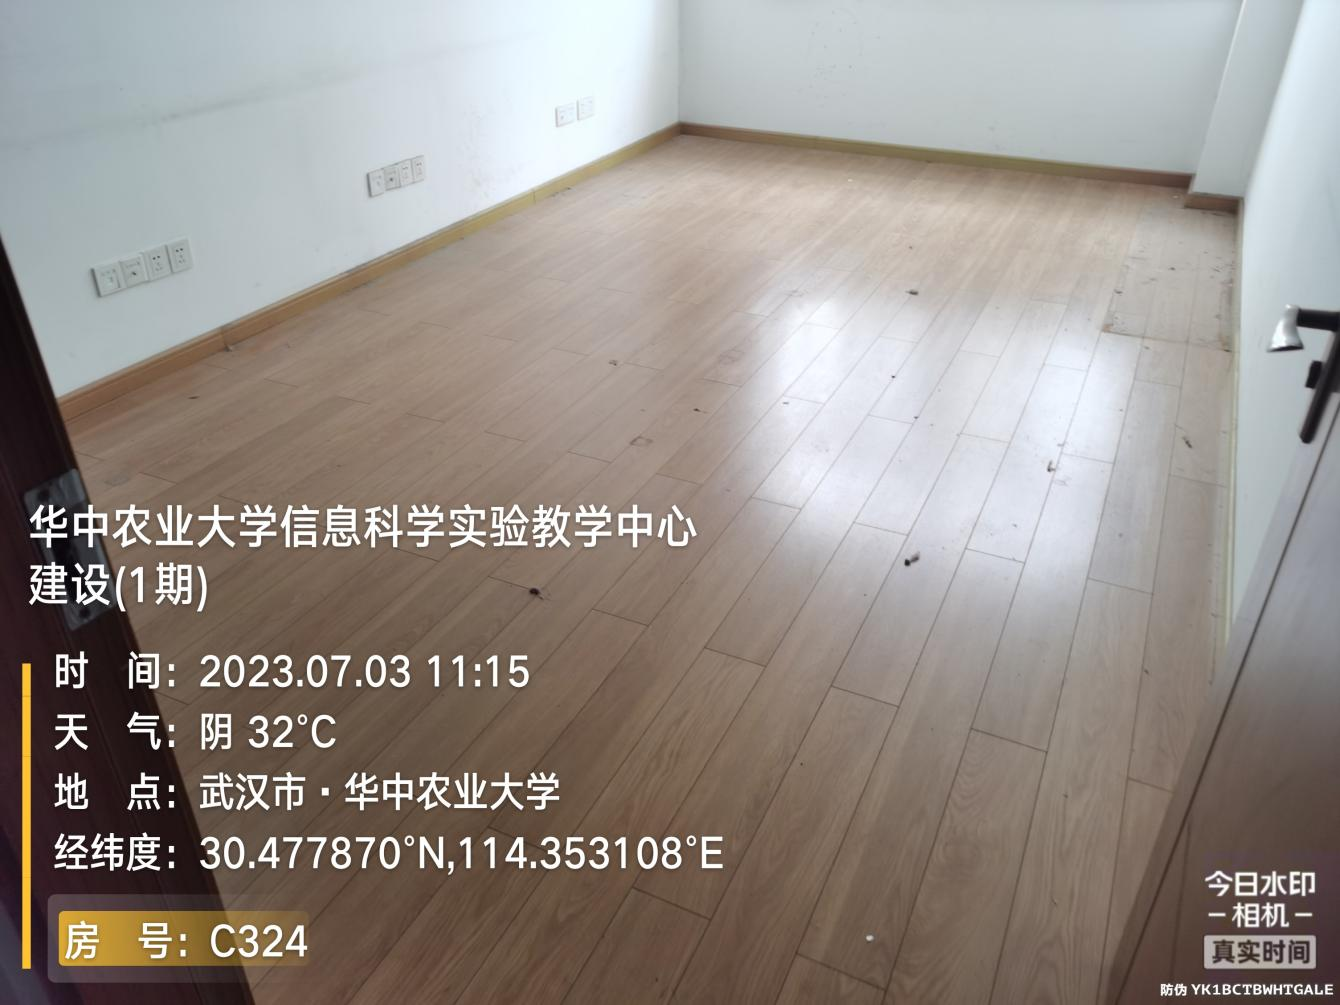 华中农业大学信息科学实验教学中心
建设(1期)
时 间: 2023.07.03 11:15
天 气: 阴 32°C
地 点: 武汉市·华中农业大学
经纬度: 30.477870°N,114.353108°E
房 号: C324
今日水印
-相机-
真实时间
防伪 YK1BCTBWHTGALE